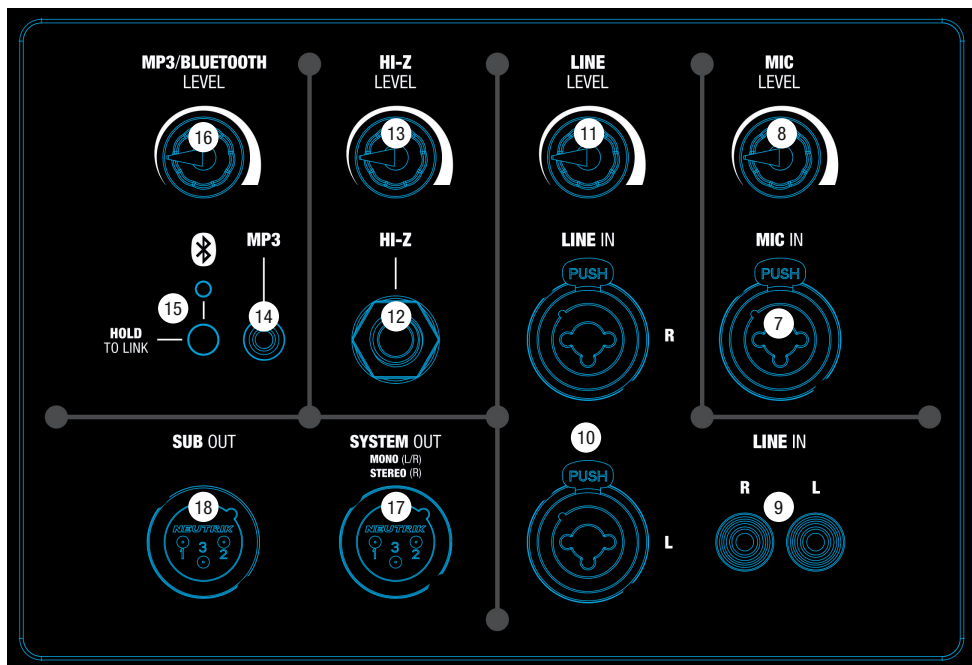 MP3/BLUETOOTH
LEVEL
16
HI-Z
LEVEL
13
LINE
LEVEL
11
MIC
LEVEL
8
15
HOLD
TO LINK
MP3
14
HI-Z
12
LINE IN
PUSH
R
MIC IN
PUSH
7
SUB OUT
18
NEUTRIK
1 3 2
SYSTEM OUT
MONO (L/R)
STEREO (R)
17
NEUTRIK
1 3 2
10
PUSH
L
LINE IN
R L
9